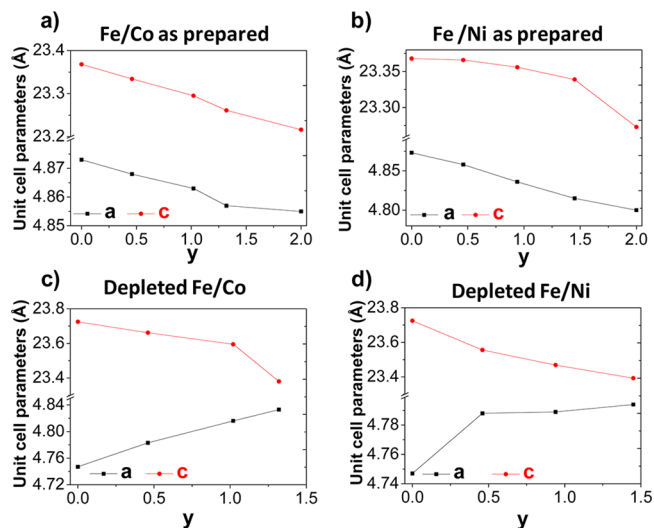 a)
Fe/Co as prepared
Unit cell parameters (Å)
23.4
23.3
23.2
4.87
4.86
4.85
a c
0.0 0.5 1.0 1.5 2.0
y
b)
Fe /Ni as prepared
Unit cell parameters (Å)
23.35
23.30
4.85
4.80
a c
0.0 0.5 1.0 1.5 2.0
y
c)
Depleted Fe/Co
Unit cell parameters (Å)
23.8
23.6
23.4
4.84
4.80
4.76
4.72
a c
0.0 0.5 1.0 1.5
y
d)
Depleted Fe/Ni
Unit cell parameters (Å)
23.8
23.6
23.4
4.78
4.76
4.74
a c
0.0 0.5 1.0 1.5
y